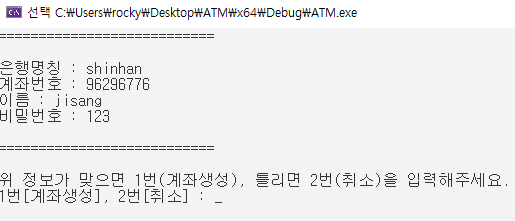 선택 C:₩Users₩rocky₩Desktop₩ATM₩x64₩Debug₩ATM.exe
===========================
은행명칭 : shinhan
계좌번호 : 96296776
이름 : jisang
비밀번호 : 123
===========================
위 정보가 맞으면 1번(계좌생성), 틀리면 2번(취소)을 입력해주세요.
1번[계좌생성], 2번[취소] : _